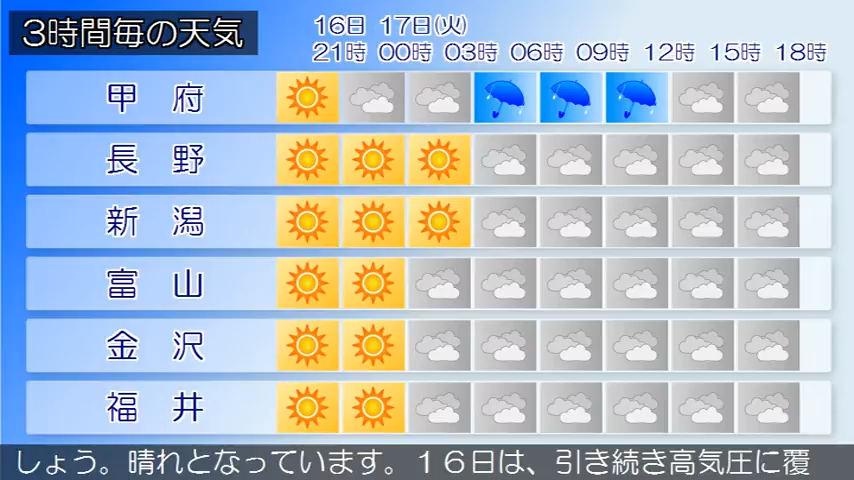 3時間毎の天気
16日 17日(火)
21時 00時 03時 06時 09時 12時 15時 18時
甲府
長野
新潟
富山
金沢
福井
しょう。晴れとなっています。１６日は、引き続き高気圧に覆